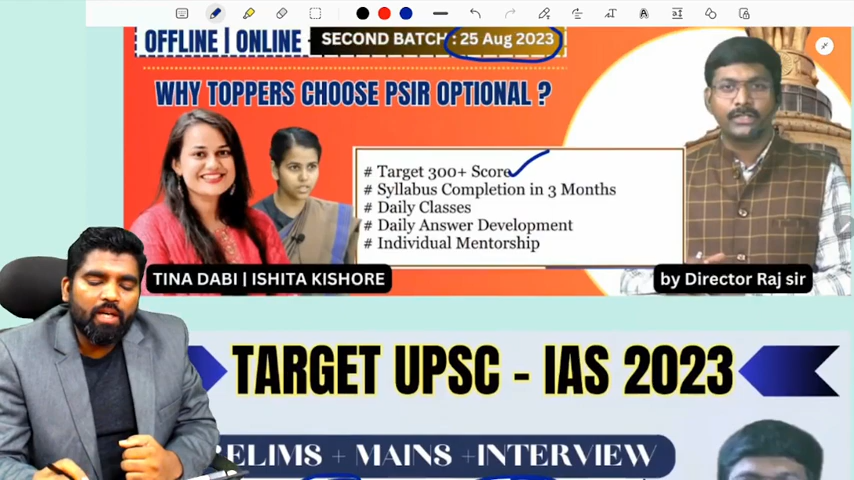 OFFLINE | ONLINE
SECOND BATCH : 25 Aug 2023
WHY TOPPERS CHOOSE PSIR OPTIONAL ?
# Target 300+ Score
# Syllabus Completion in 3 Months
# Daily Classes
# Daily Answer Development
# Individual Mentorship
TINA DABI | ISHITA KISHORE
by Director Raj sir
TARGET UPSC - IAS 2023
PRELIMS + MAINS +INTERVIEW